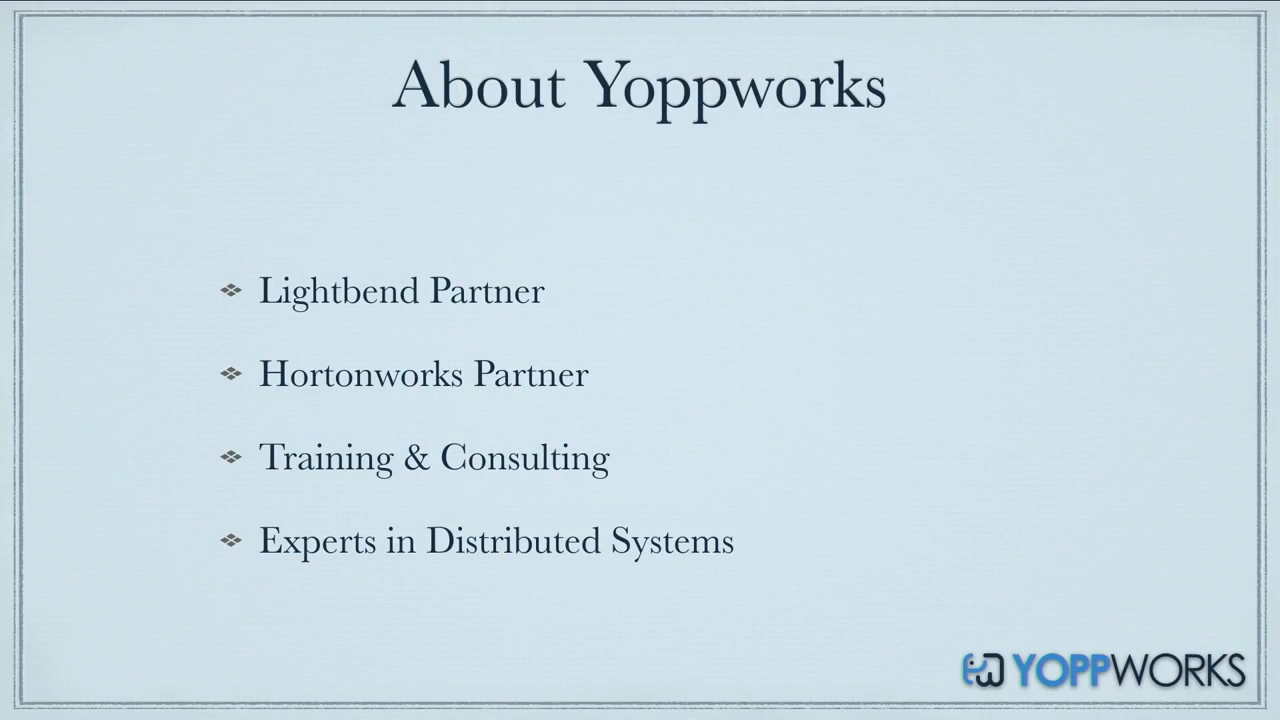 About Yoppworks
Lightbend Partner
Hortonworks Partner
Training & Consulting
Experts in Distributed Systems
YOPPWORKS